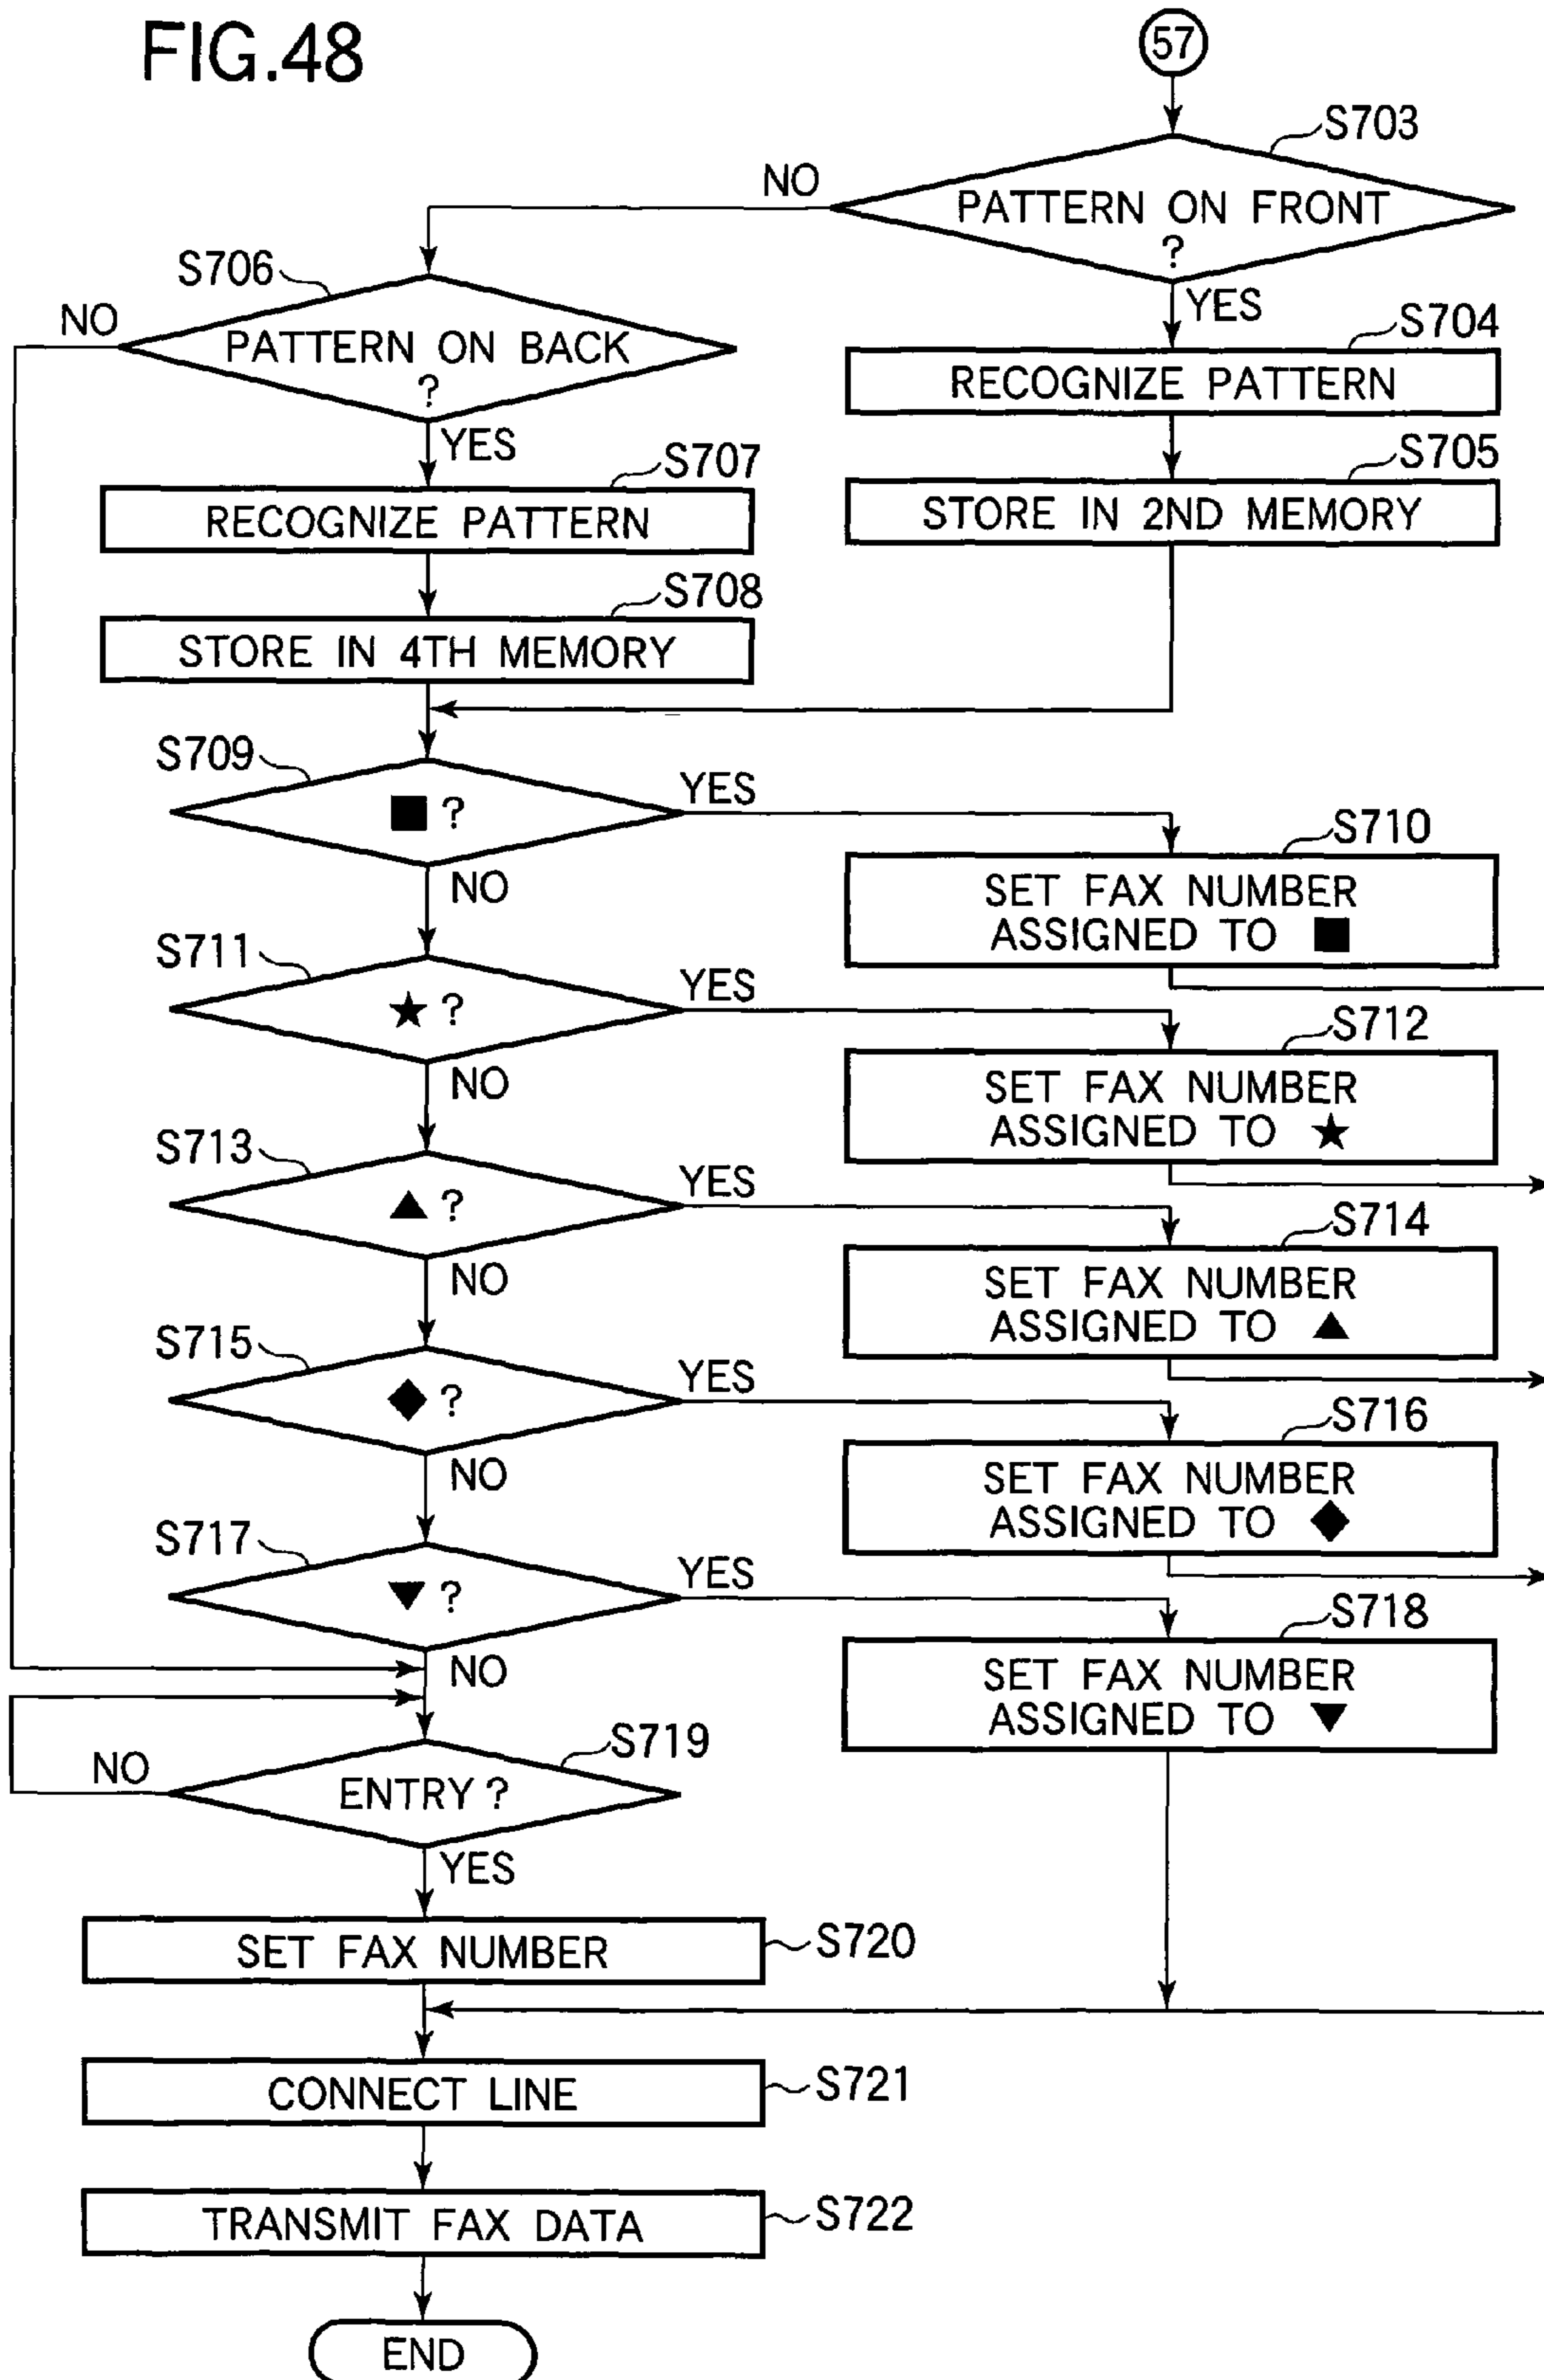 FIG.48
57
S703
NO
PATTERN ON FRONT
?
S706
YES
NO
S704
PATTERN ON BACK
?
RECOGNIZE PATTERN
YES
S705
S707
STORE IN 2ND MEMORY
RECOGNIZE PATTERN
S708
STORE IN 4TH MEMORY
S709
YES
■ ?
S710
NO
SET FAX NUMBER
ASSIGNED TO ■
S711
YES
★ ?
S712
NO
SET FAX NUMBER
ASSIGNED TO ★
S713
YES
▲ ?
S714
NO
SET FAX NUMBER
ASSIGNED TO ▲
S715
YES
◆ ?
S716
NO
SET FAX NUMBER
ASSIGNED TO ◆
S717
YES
▼ ?
S718
NO
SET FAX NUMBER
ASSIGNED TO ▼
S719
NO
ENTRY ?
YES
SET FAX NUMBER
S720
CONNECT LINE
S721
TRANSMIT FAX DATA
S722
END